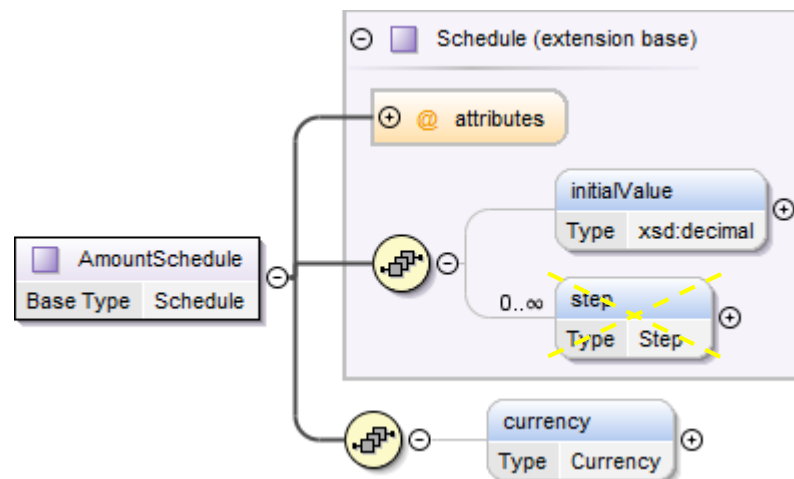 Schedule (extension base)
@ attributes
initialValue
Type xsd:decimal
AmountSchedule
Base Type Schedule
0..∞
step
Type Step
currency
Type Currency